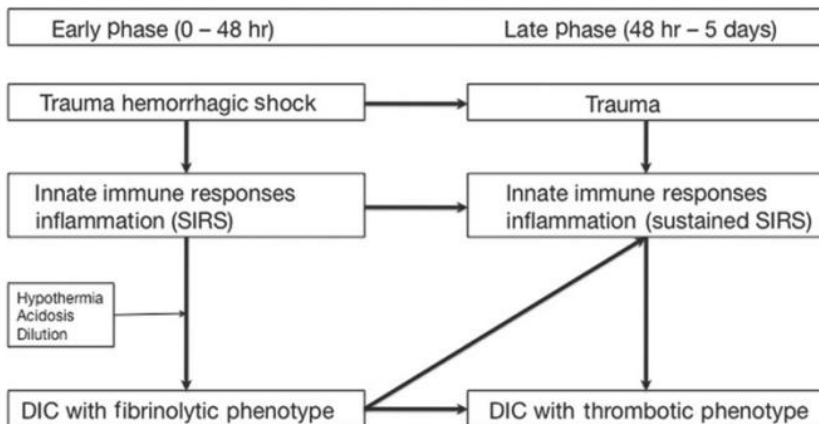 Early phase (0 – 48 hr)
Late phase (48 hr – 5 days)
Trauma hemorrhagic shock
Trauma
Innate immune responses
inflammation (SIRS)
Innate immune responses
inflammation (sustained SIRS)
Hypothermia
Acidosis
Dilution
DIC with fibrinolytic phenotype
DIC with thrombotic phenotype